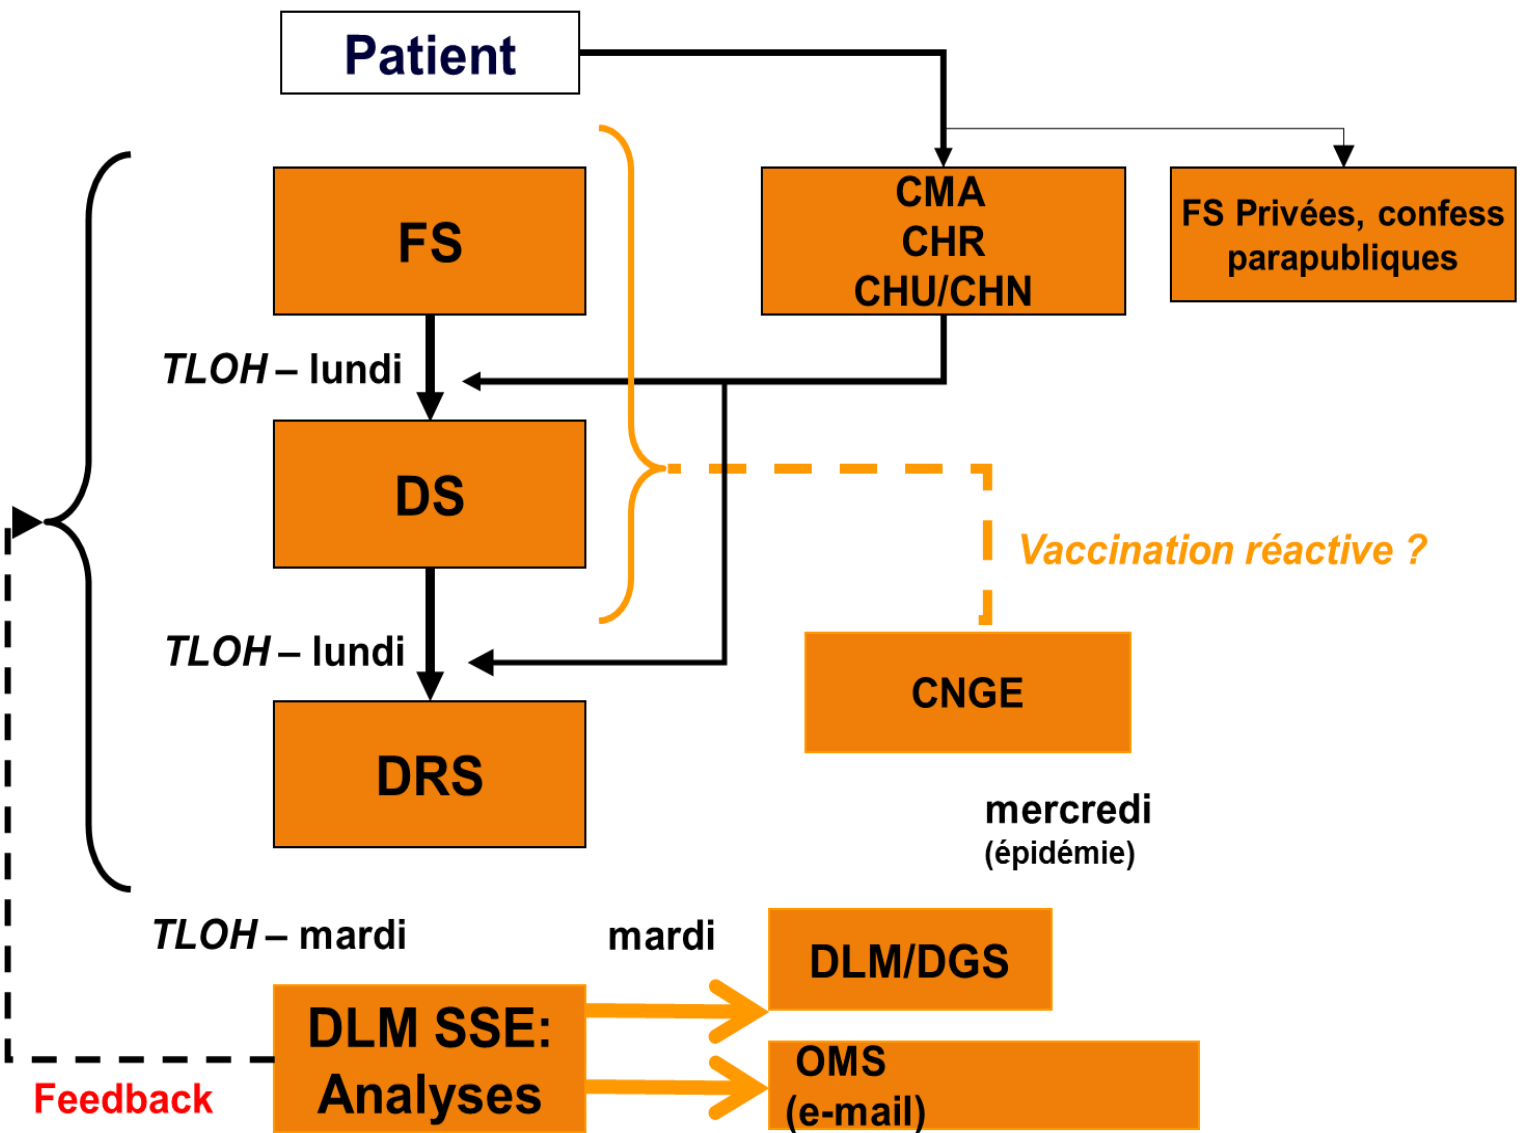 Patient
FS
CMA
CHR
CHU/CHN
FS Privées, confess
parapubliques
TLOH – lundi
DS
Vaccination réactive ?
TLOH – lundi
CNGE
DRS
mercredi
(épidémie)
TLOH – mardi
mardi
DLM/DGS
DLM SSE:
Analyses
OMS
(e-mail)
Feedback